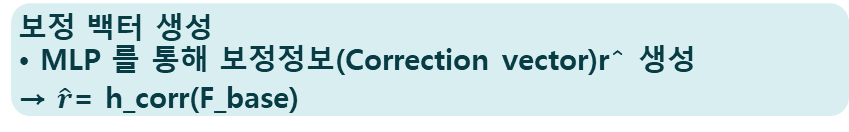 보정 백터 생성
• MLP 를 통해 보정정보(Correction vector)rˆ 생성
→ r̂= h_corr(F_base)